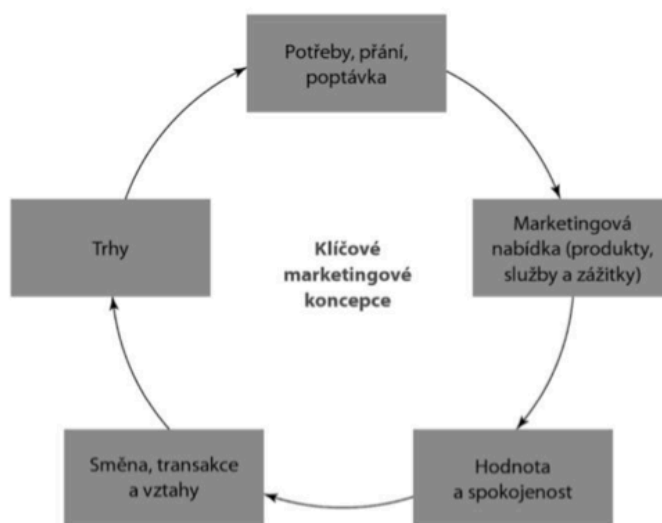 Potřeby, přání,
poptávka
Marketingová
nabídka (produkty,
služby a zážitky)
Trhy
Klíčové
marketingové
koncepce
Směna, transakce
a vztahy
Hodnota
a spokojenost